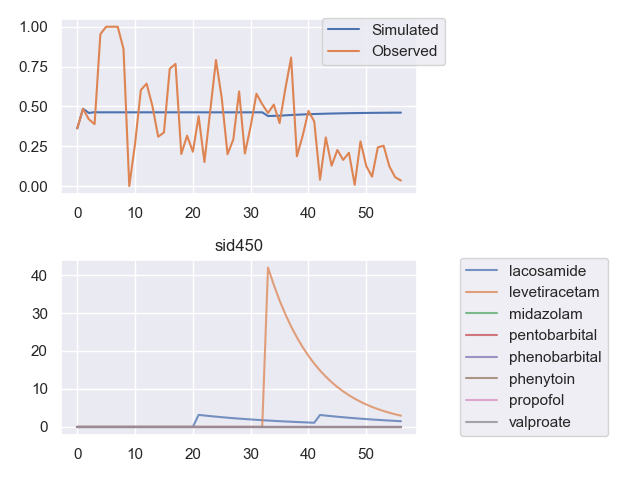 1.00
0.75
0.50
0.25
0.00
0 10 20 30 40 50
Simulated
Observed
sid450
40
30
20
10
0
0 10 20 30 40 50
lacosamide
levetiracetam
midazolam
pentobarbital
phenobarbital
phenytoin
propofol
valproate